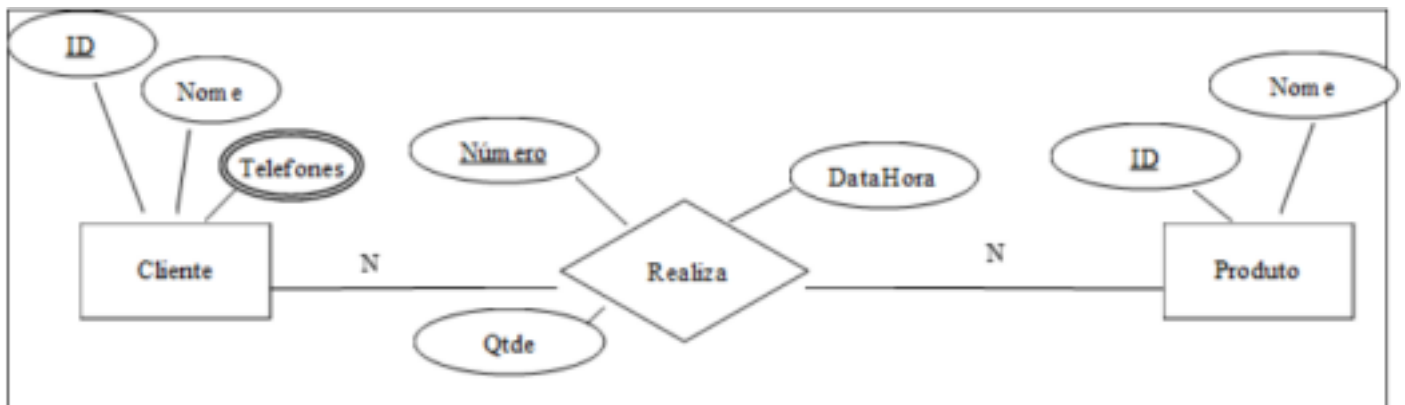 ID
Nome
Telefones
Número
DataHora
Nome
ID
Cliente
N
Realiza
N
Produto
Qtde